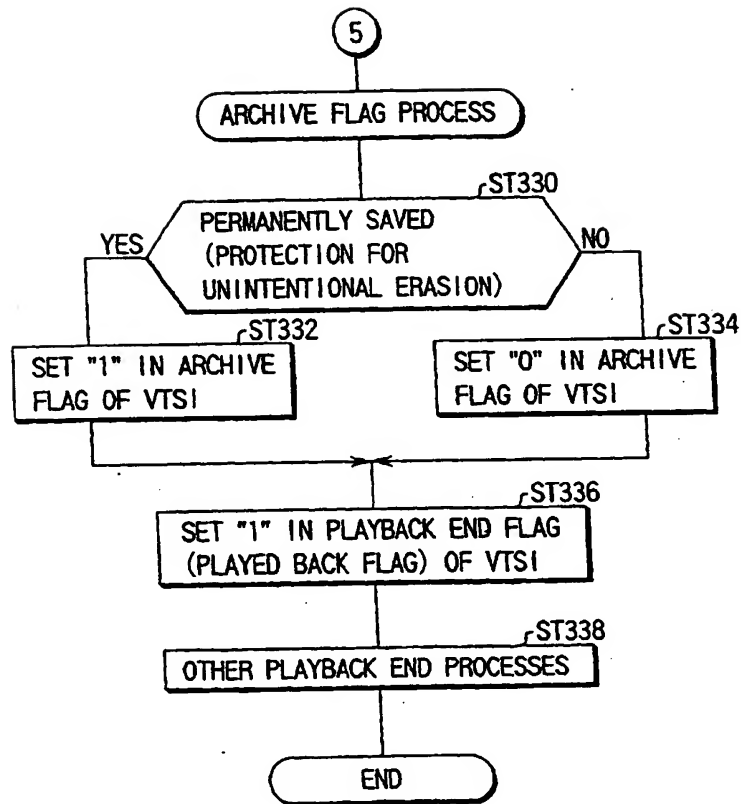 5
ARCHIVE FLAG PROCESS
ST330
PERMANENTLY SAVED
(PROTECTION FOR
UNINTENTIONAL ERASION)
YES
NO
ST332
SET "1" IN ARCHIVE
FLAG OF VTSI
ST334
SET "0" IN ARCHIVE
FLAG OF VTSI
ST336
SET "1" IN PLAYBACK END FLAG
(PLAYED BACK FLAG) OF VTSI
ST338
OTHER PLAYBACK END PROCESSES
END